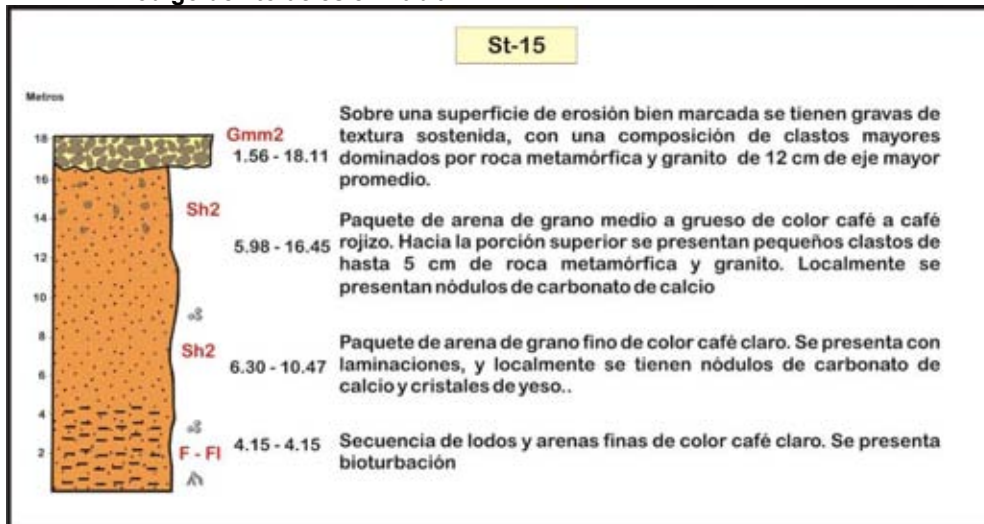 St-15
Metros
18
16
14
12
10
8
6
4
2
Gmm2
1.56 - 18.11
Sobre una superficie de erosión bien marcada se tienen gravas de
textura sostenida, con una composición de clastos mayores
dominados por roca metamórfica y granito de 12 cm de eje mayor
promedio.
Sh2
5.98 - 16.45
Paquete de arena de grano medio a grueso de color café a café
rojizo. Hacia la porción superior se presentan pequeños clastos de
hasta 5 cm de roca metamórfica y granito. Localmente se
presentan nódulos de carbonato de calcio
Sh2
6.30 - 10.47
Paquete de arena de grano fino de color café claro. Se presenta con
laminaciones, y localmente se tienen nódulos de carbonato de
calcio y cristales de yeso..
F - Fl
4.15 - 4.15
Secuencia de lodos y arenas finas de color café claro. Se presenta
bioturbación